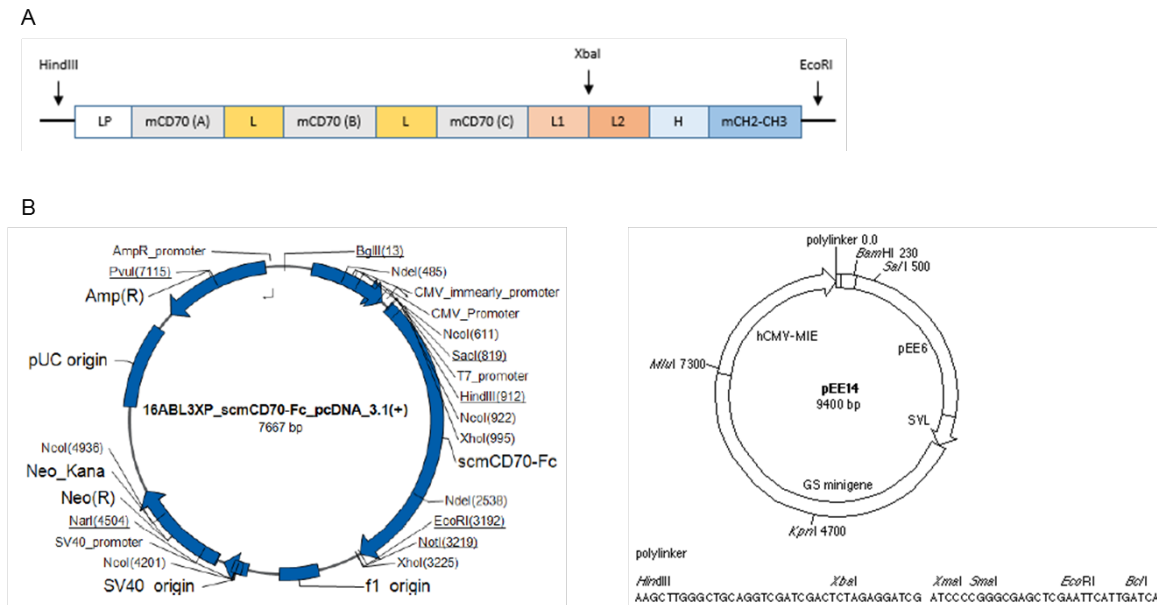 A
HindIII
XbaI
EcoRI
LP
mCD70 (A)
L
mCD70 (B)
L
mCD70 (C)
L1
L2
H
mCH2-CH3
B
AmpR_promoter
PvuI(7115)
Amp(R)
pUC origin
BglII(13)
NdeI(485)
CMV_immearly_promoter
CMV_Promoter
NcoI(611)
SacI(819)
T7_promoter
HindIII(912)
NcoI(922)
XhoI(995)
scmCD70-Fc
16ABL3XP_scmCD70-Fc_pcDNA_3.1(+)
7667 bp
NcoI(4936)
Neo_Kana
Neo(R)
NarI(4504)
SV40_promoter
NcoI(4201)
SV40 origin
f1 origin
NdeI(2538)
EcoRI(3192)
NotI(3219)
XhoI(3225)
polylinker 0.0
BamHI 230
SalI 500
hCMV-MIE
pEE6
MluI 7300
pEE14
9400 bp
SVL
GS minigene
KpnI 4700
polylinker
HindIII XbaI XmaI SmaI EcoRI BclI
AAGCTTGGGCTGCAGGTCGATCGACTCTAGAGGATCG ATCCCCGGGCGAGCTCGAATTCATTGATCA